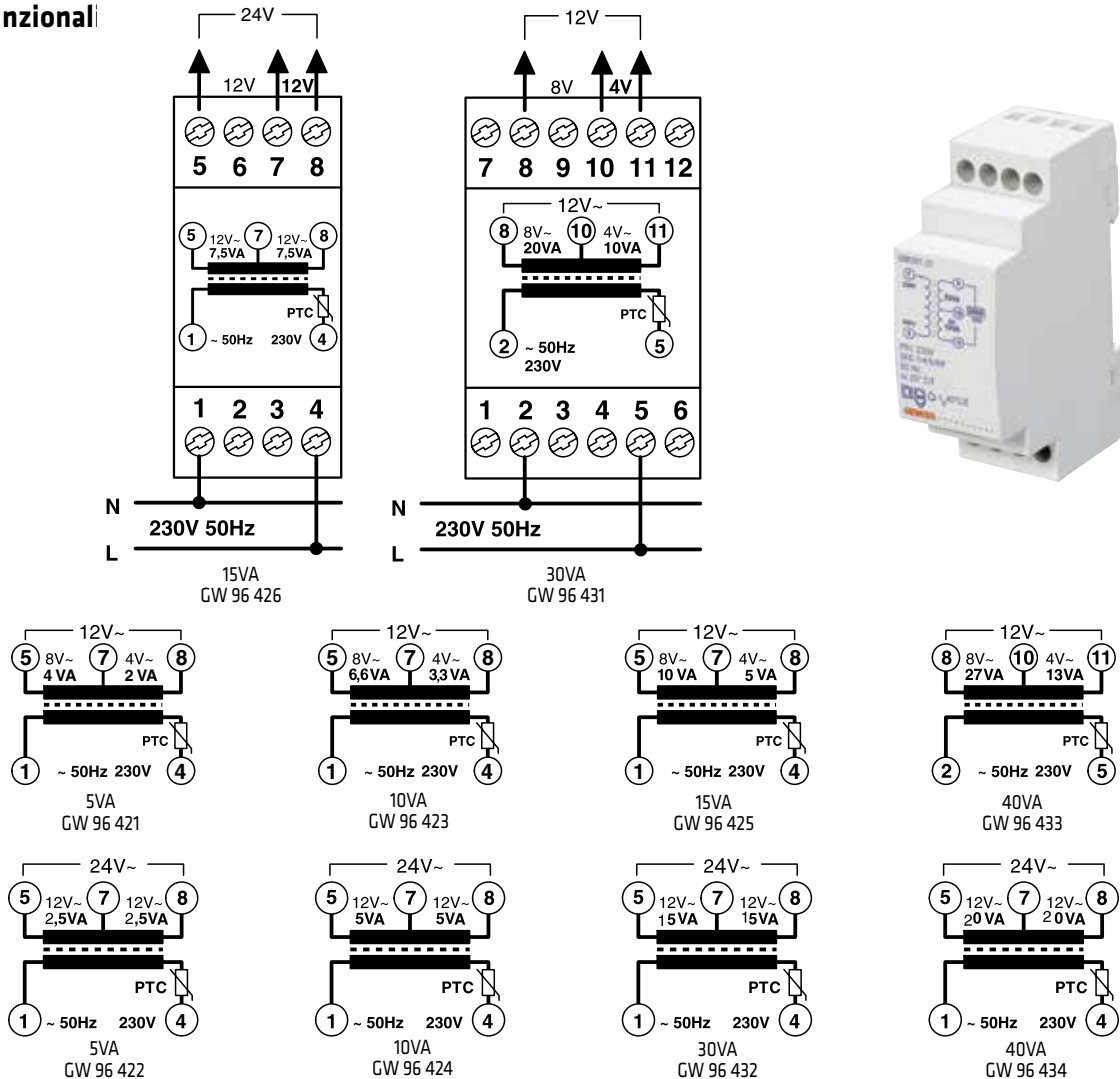 nzionali
24V
12V 12V
5 6 7 8
5 12V~ 7 12V~ 8
7,5VA 7,5VA
PTC
1 ~ 50Hz 230V 4
1 2 3 4
N
230V 50Hz
L
15VA
GW 96 426
12V
8V 4V
7 8 9 10 11 12
12V~
8 8V~ 10 4V~ 11
20VA 10VA
PTC
2 ~ 50Hz 5
230V
1 2 3 4 5 6
N
230V 50Hz
L
30VA
GW 96 431
12V~
5 8V~ 7 4V~ 8
4 VA 2 VA
PTC
1 ~ 50Hz 230V 4
5VA
GW 96 421
12V~
5 8V~ 7 4V~ 8
6,6VA 3,3 VA
PTC
1 ~ 50Hz 230V 4
10VA
GW 96 423
12V~
5 8V~ 7 4V~ 8
10 VA 5 VA
PTC
1 ~ 50Hz 230V 4
15VA
GW 96 425
12V~
8 8V~ 10 4V~ 11
27VA 13VA
PTC
2 ~ 50Hz 230V 5
40VA
GW 96 433
24V~
5 12V~ 7 12V~ 8
2,5VA 2,5VA
PTC
1 ~ 50Hz 230V 4
5VA
GW 96 422
24V~
5 12V~ 7 12V~ 8
5VA 5VA
PTC
1 ~ 50Hz 230V 4
10VA
GW 96 424
24V~
5 12V~ 7 12V~ 8
15VA 15VA
PTC
1 ~ 50Hz 230V 4
30VA
GW 96 432
24V~
5 12V~ 7 12V~ 8
20VA 20VA
PTC
1 ~ 50Hz 230V 4
40VA
GW 96 434